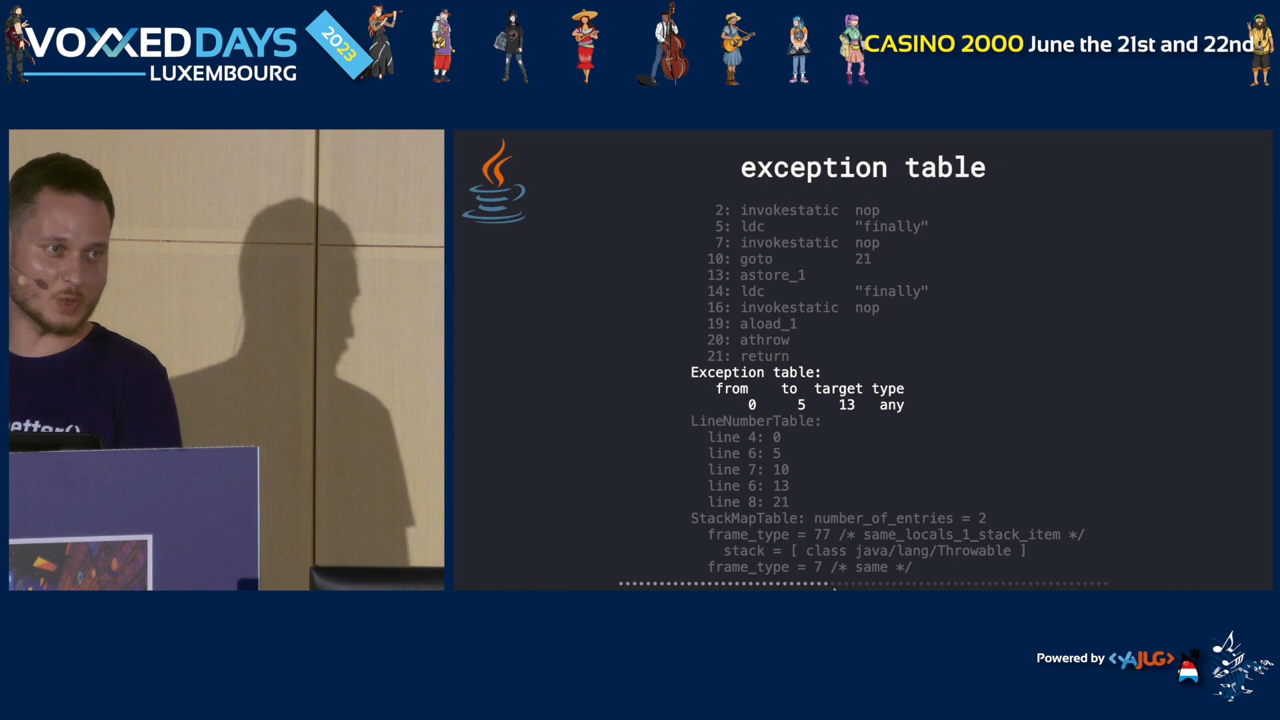 VOXXED DAYS
LUXEMBOURG
2023
CASINO 2000 June the 21st and 22nd
exception table
2: invokestatic nop
5: ldc "finally"
7: invokestatic nop
10: goto 21
13: astore_1
14: ldc "finally"
16: invokestatic nop
19: aload_1
20: athrow
21: return
Exception table:
from to target type
0 5 13 any
LineNumberTable:
line 4: 0
line 6: 5
line 7: 10
line 6: 13
line 8: 21
StackMapTable: number_of_entries = 2
frame_type = 77 /* same_locals_1_stack_item */
stack = [ class java/lang/Throwable ]
frame_type = 7 /* same */
Powered by <YAJUG>